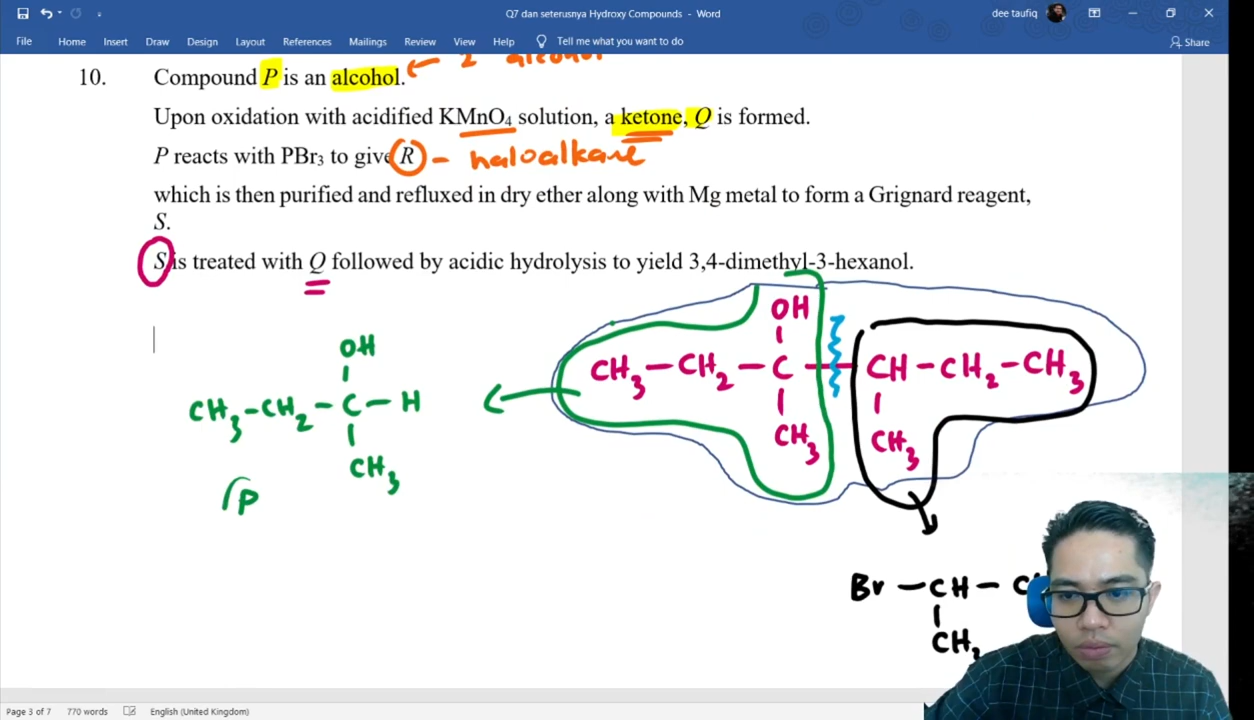 Q7 dan seterusnya Hydroxy Compounds - Word
dee taufiq
File Home Insert Draw Design Layout References Mailings Review View Help Tell me what you want to do Share
2° alcohol
10. Compound P is an alcohol.
Upon oxidation with acidified KMnO₄ solution, a ketone, Q is formed.
P reacts with PBr₃ to give R - haloalkane
which is then purified and refluxed in dry ether along with Mg metal to form a Grignard reagent,
S.
S is treated with Q followed by acidic hydrolysis to yield 3,4-dimethyl-3-hexanol.
OH
CH₃-CH₂-C-CH-CH₂-CH₃
CH₃ CH₃
OH
CH₃-CH₂-C-H
CH₃
P
Br-CH-
Page 3 of 7 770 words English (United Kingdom)